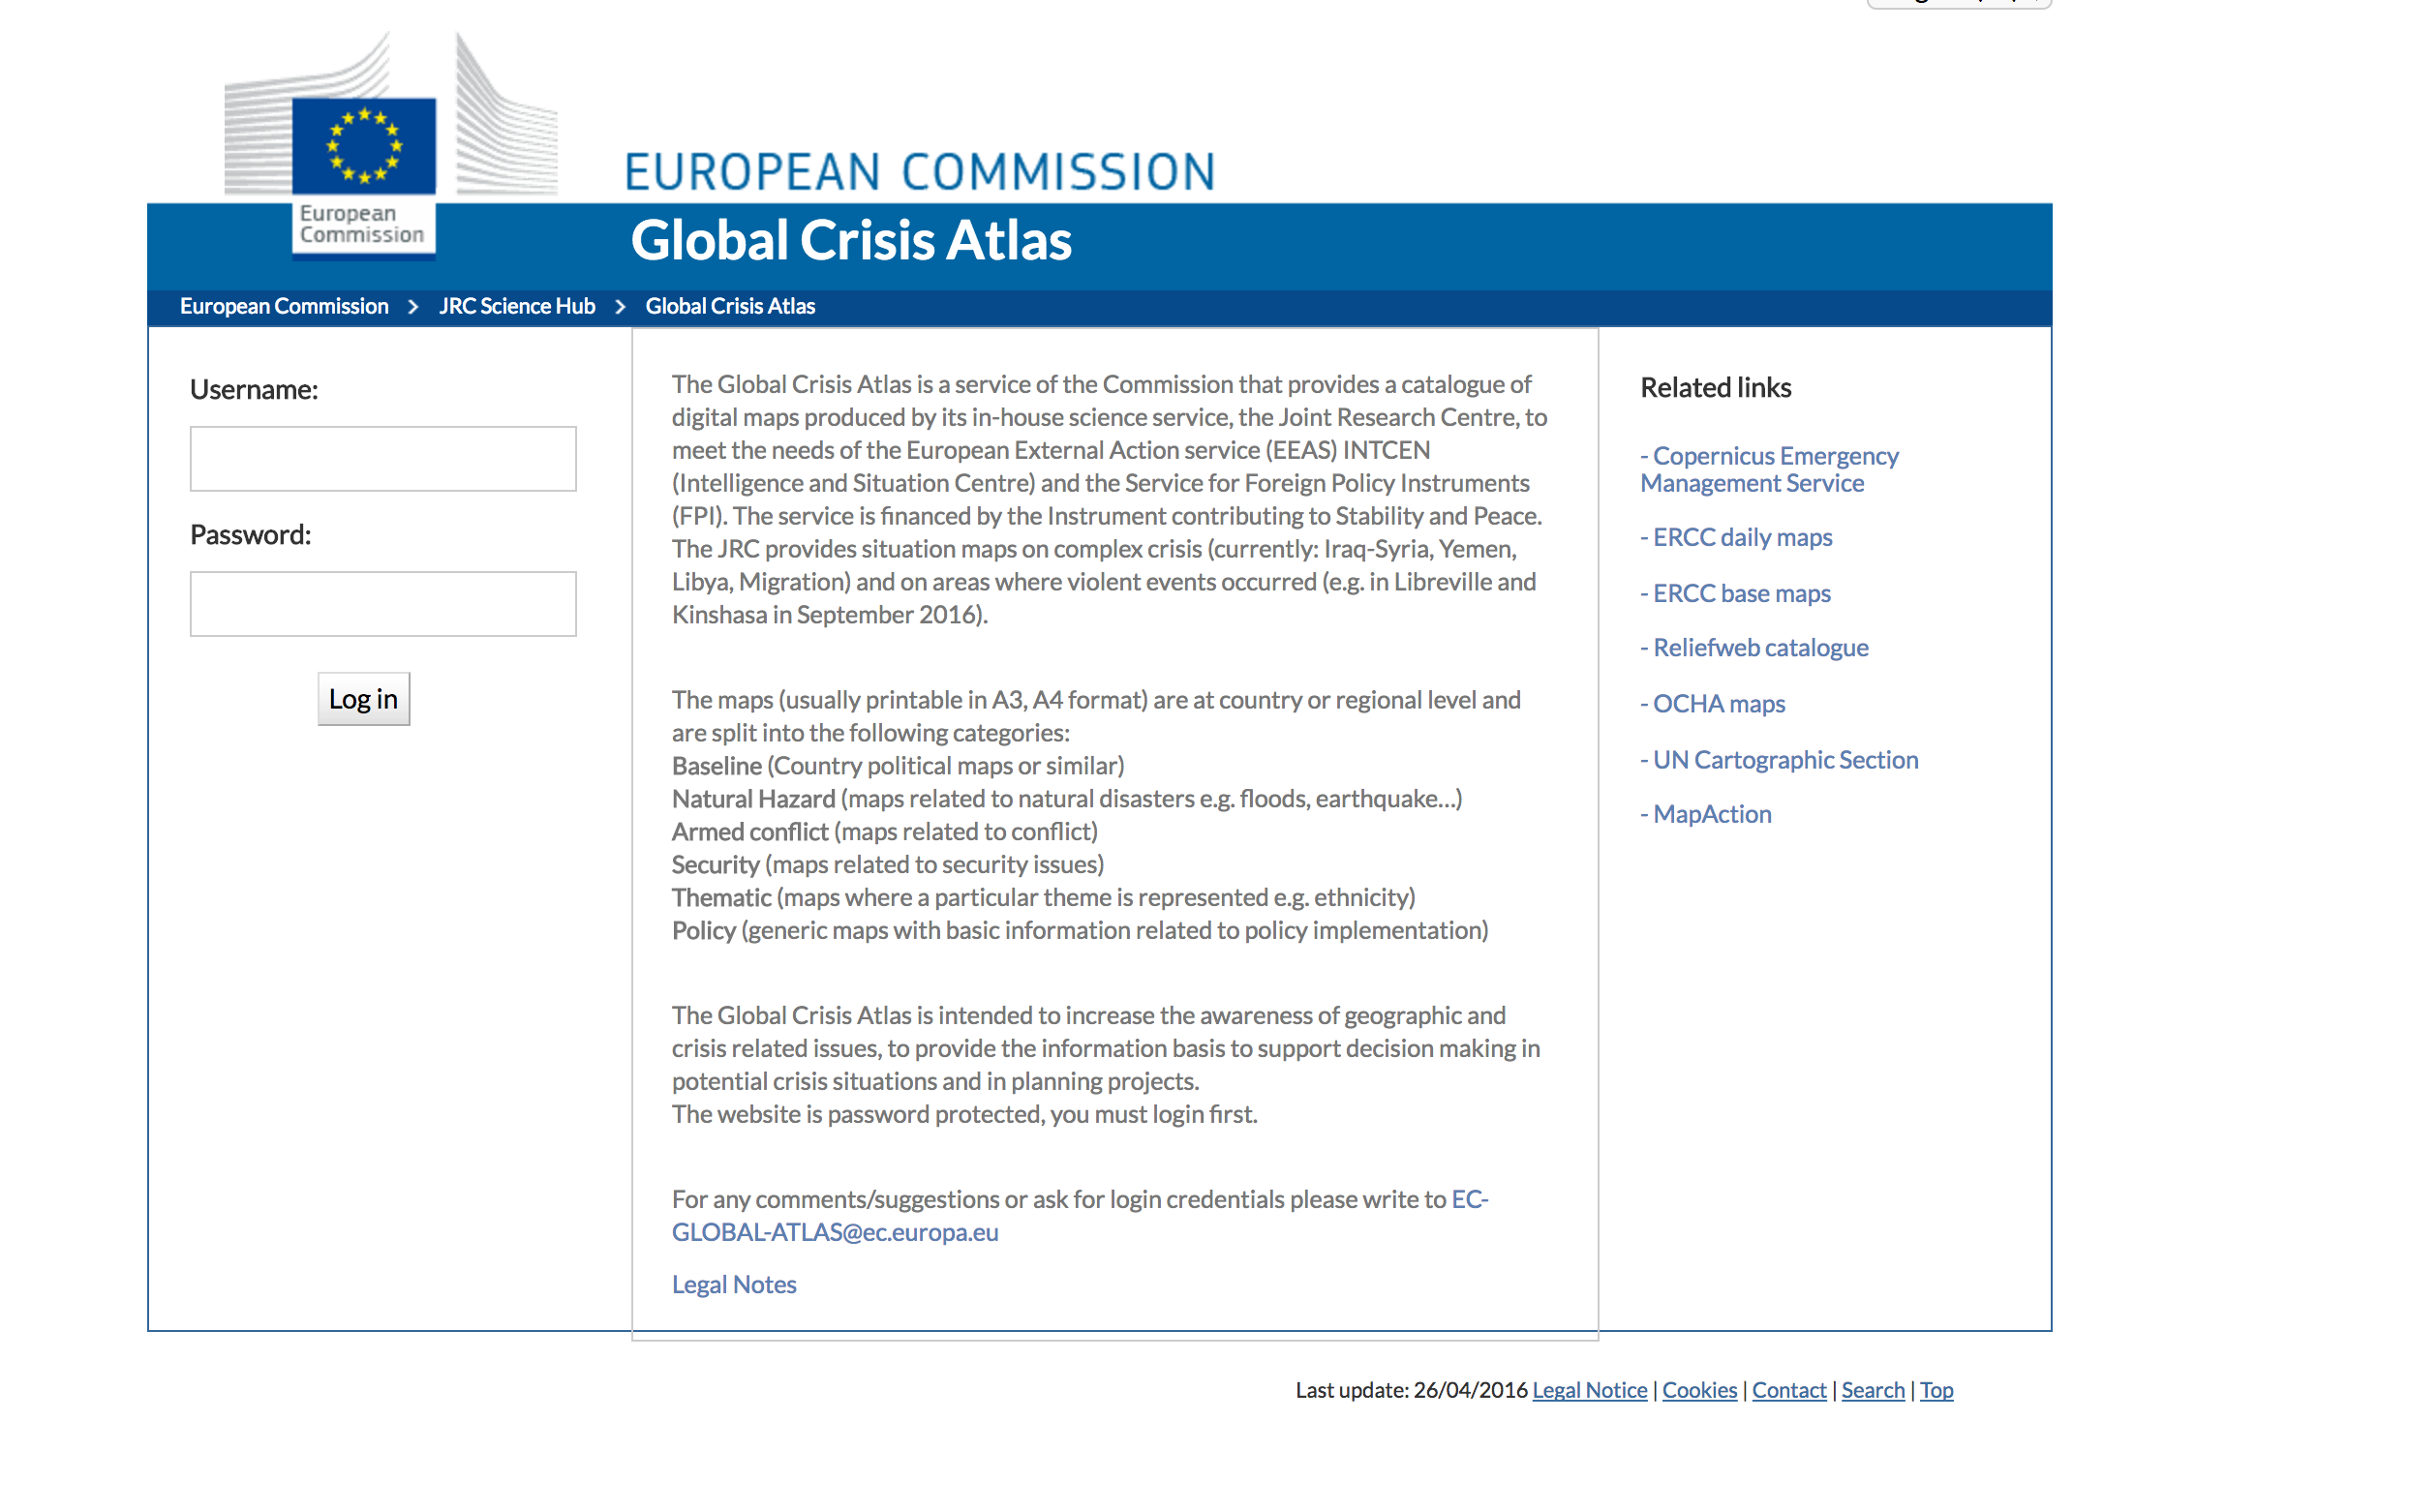 EUROPEAN COMMISSION
European
Commission
Global Crisis Atlas
European Commission > JRC Science Hub > Global Crisis Atlas
Username:
Password:
Log in
The Global Crisis Atlas is a service of the Commission that provides a catalogue of
digital maps produced by its in-house science service, the Joint Research Centre, to
meet the needs of the European External Action service (EEAS) INTCEN
(Intelligence and Situation Centre) and the Service for Foreign Policy Instruments
(FPI). The service is financed by the Instrument contributing to Stability and Peace.
The JRC provides situation maps on complex crisis (currently: Iraq-Syria, Yemen,
Libya, Migration) and on areas where violent events occurred (e.g. in Libreville and
Kinshasa in September 2016).
The maps (usually printable in A3, A4 format) are at country or regional level and
are split into the following categories:
Baseline (Country political maps or similar)
Natural Hazard (maps related to natural disasters e.g. floods, earthquake...)
Armed conflict (maps related to conflict)
Security (maps related to security issues)
Thematic (maps where a particular theme is represented e.g. ethnicity)
Policy (generic maps with basic information related to policy implementation)
The Global Crisis Atlas is intended to increase the awareness of geographic and
crisis related issues, to provide the information basis to support decision making in
potential crisis situations and in planning projects.
The website is password protected, you must login first.
For any comments/suggestions or ask for login credentials please write to EC-
GLOBAL-ATLAS@ec.europa.eu
Legal Notes
Related links
- Copernicus Emergency
Management Service
- ERCC daily maps
- ERCC base maps
- Reliefweb catalogue
- OCHA maps
- UN Cartographic Section
- MapAction
Last update: 26/04/2016 Legal Notice | Cookies | Contact | Search | Top